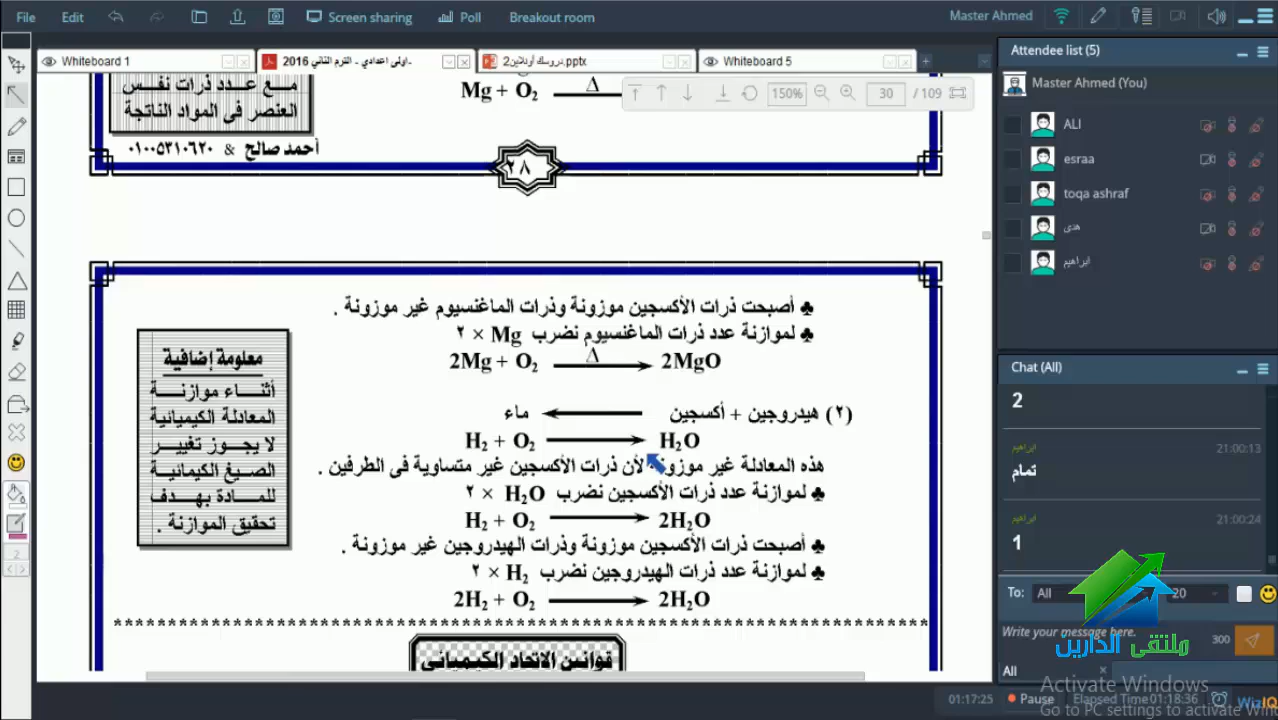 File Edit Screen sharing Poll Breakout room Master Ahmed
Whiteboard 1
اولى اعدادي - الترم الثاني 2016
دروسك أونلاين2.pptx
Whiteboard 5
150% 30 / 109
مع عدد ذرات نفس
العنصر فى المواد الناتجة
Mg + O2 Δ
أحمد صالح & ٠١٠٠٥٣١٠٦٢٠
٢٨
♣ أصبحت ذرات الأكسجين موزونة وذرات الماغنسيوم غير موزونة .
♣ لموازنة عدد ذرات الماغنسيوم نضرب Mg × ٢
2Mg + O2 Δ 2MgO
(٢) هيدروجين + أكسجين ماء
H2 + O2 H2O
هذه المعادلة غير موزونة لأن ذرات الأكسجين غير متساوية فى الطرفين .
♣ لموازنة عدد ذرات الأكسجين نضرب H2O × ٢
H2 + O2 2H2O
♣ أصبحت ذرات الأكسجين موزونة وذرات الهيدروجين غير موزونة .
♣ لموازنة عدد ذرات الهيدروجين نضرب H2 × ٢
2H2 + O2 2H2O
معلومة إضافية
أثناء موازنة
المعادلة الكيميائية
لا يجوز تغيير
الصيغ الكيمائية
للمادة بهدف
تحقيق الموازنة .
قوانين الاتحاد الكيميائى
Attendee list (5)
Master Ahmed (You)
ALI
esraa
toqa ashraf
هدى
ابراهيم
Chat (All)
2
ابراهيم 21:00:13
تمام
ابراهيم 21:00:24
1
To: All 20
Write your message here. 300
ملتقى الدارين
All
Activate Windows
Go to PC settings to activate Win
01:17:25 Pause Elapsed Time 01:18:36 WizIQ
2